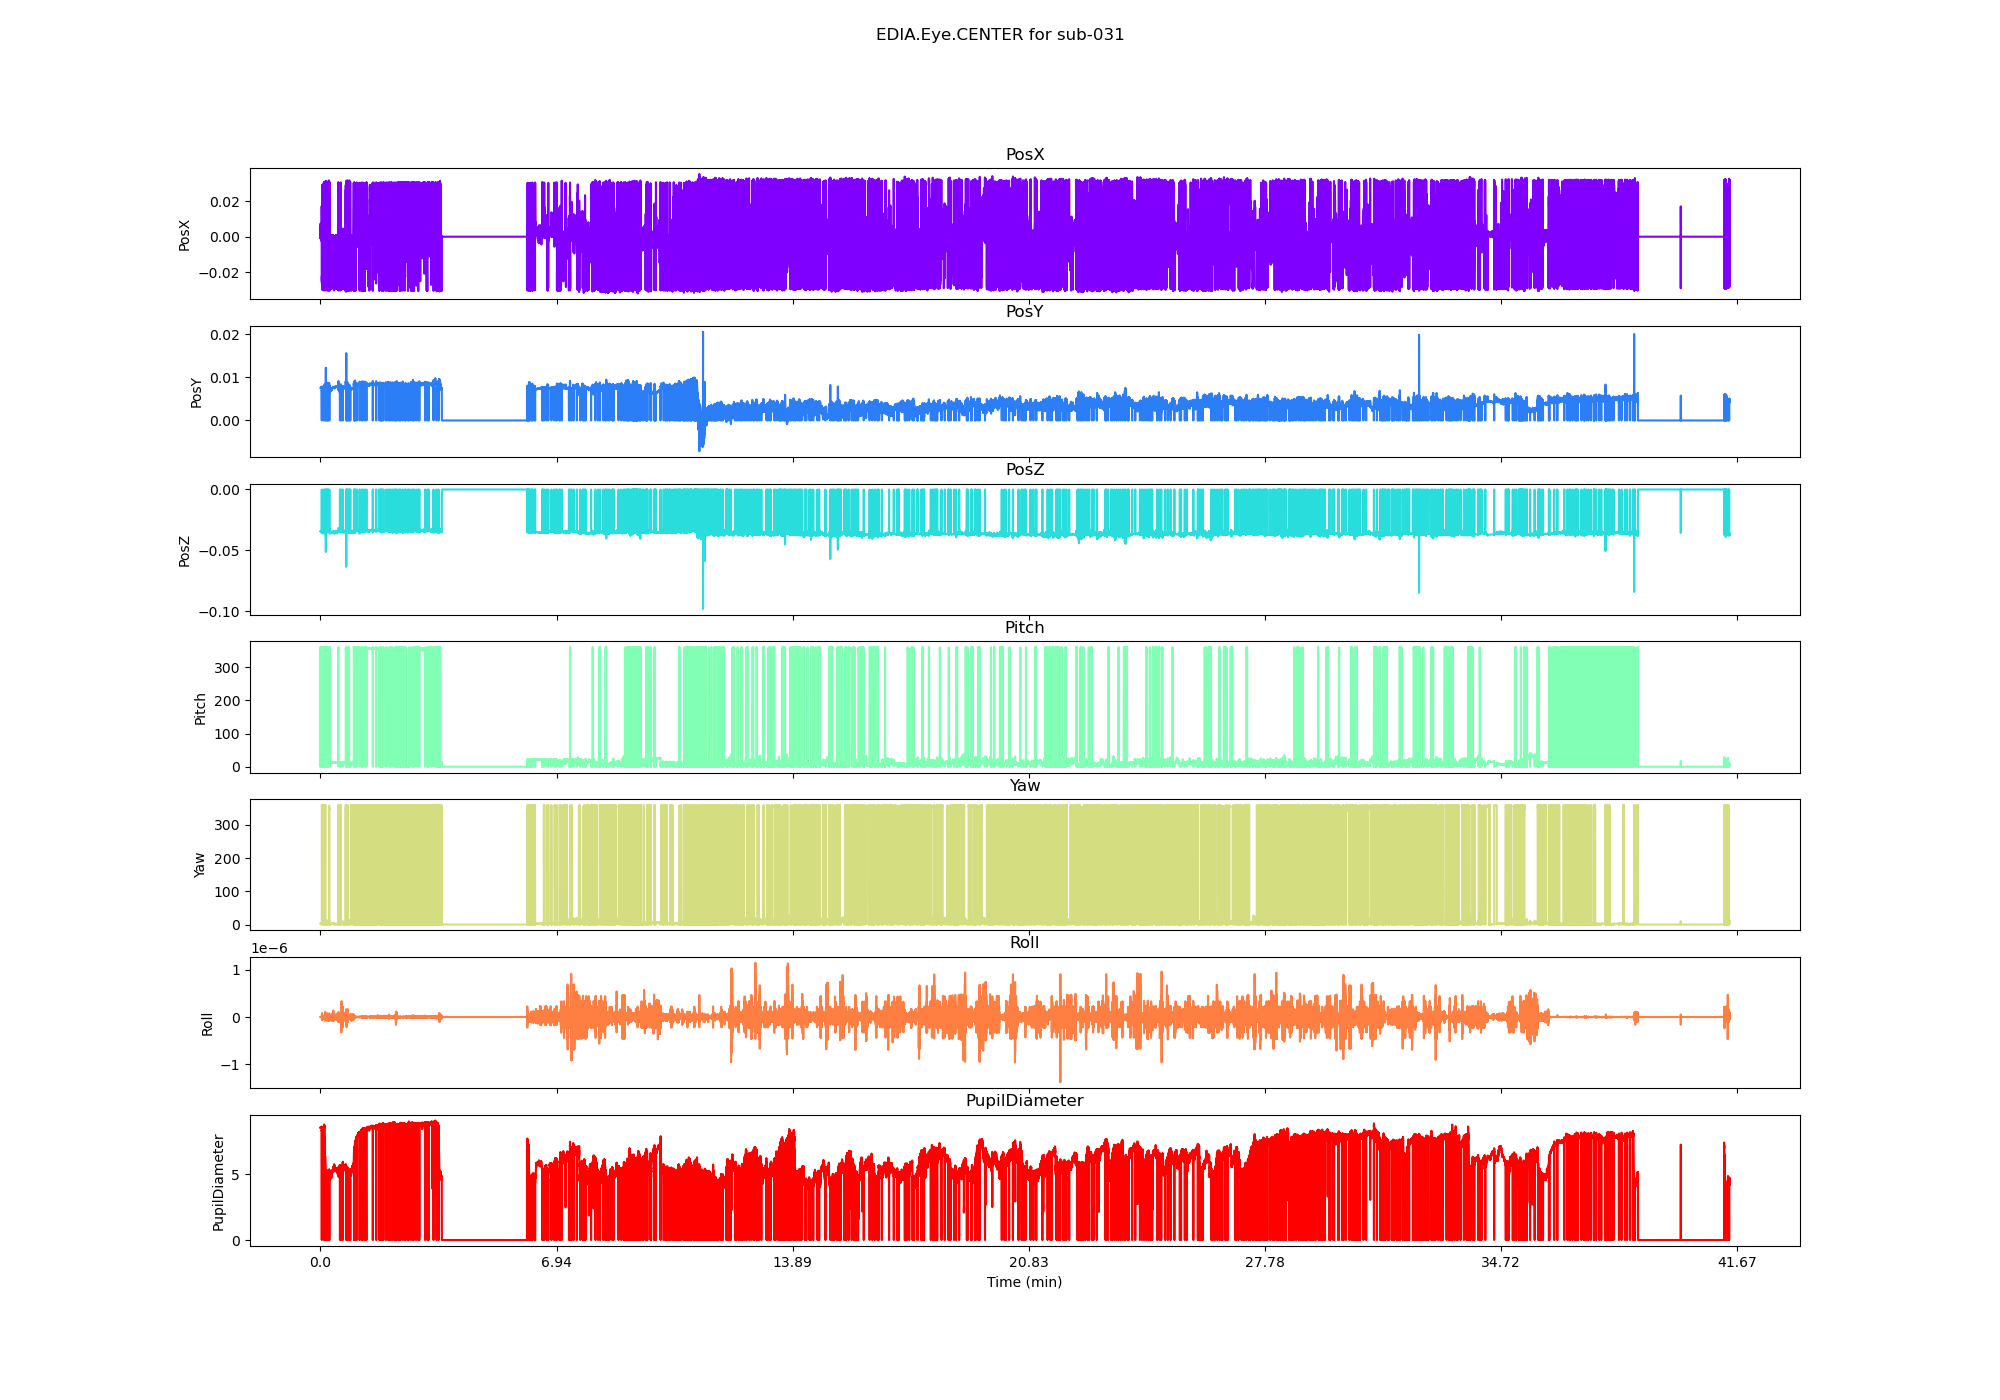 EDIA.Eye.CENTER for sub-031
PosX
PosX
0.02
0.00
−0.02
PosY
PosY
0.02
0.01
0.00
PosZ
PosZ
0.00
−0.05
−0.10
Pitch
Pitch
300
200
100
0
Yaw
Yaw
300
200
100
0
Roll
1e−6
Roll
1
0
−1
PupilDiameter
PupilDiameter
5
0
0.0 6.94 13.89 20.83 27.78 34.72 41.67
Time (min)